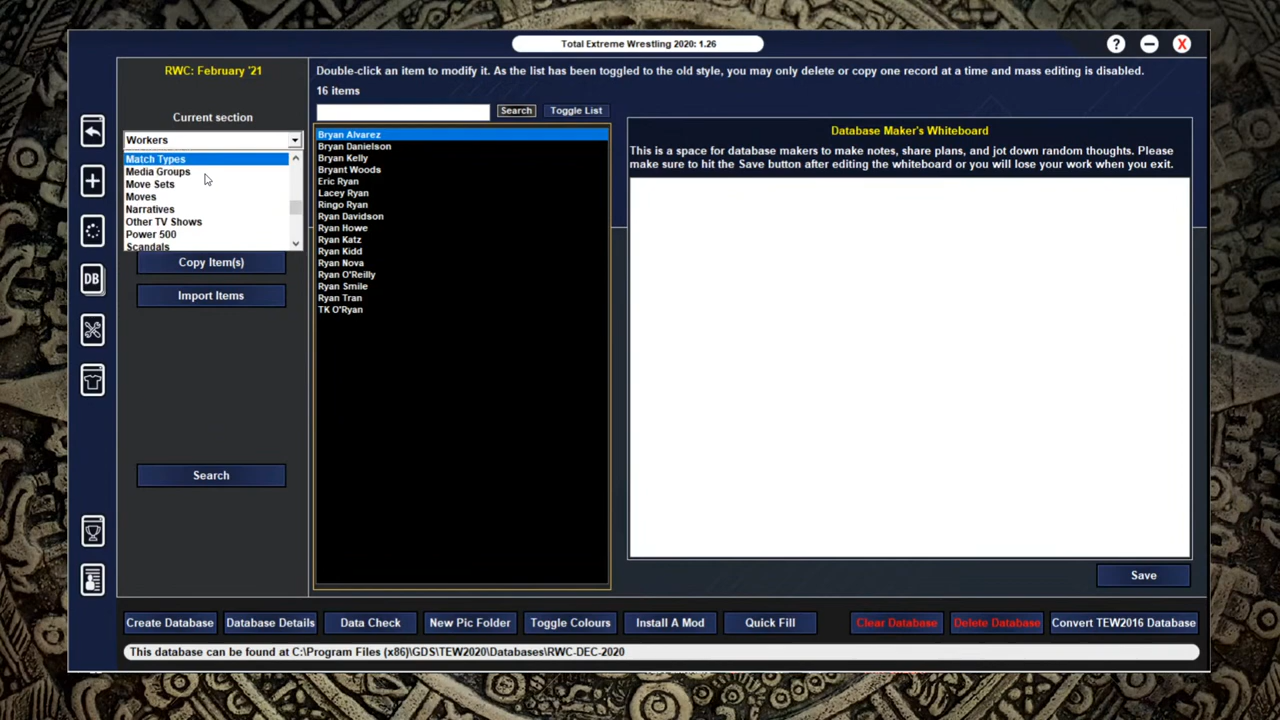 Total Extreme Wrestling 2020: 1.26
?
X
RWC: February '21
Double-click an item to modify it. As the list has been toggled to the old style, you may only delete or copy one record at a time and mass editing is disabled.
16 items
Current section
Search
Toggle List
Workers
Match Types
Media Groups
Move Sets
Moves
Narratives
Other TV Shows
Power 500
Scandals
Copy Item(s)
Import Items
Search
DB
Bryan Alvarez
Bryan Danielson
Bryan Kelly
Bryant Woods
Eric Ryan
Lacey Ryan
Ringo Ryan
Ryan Davidson
Ryan Howe
Ryan Katz
Ryan Kidd
Ryan Nova
Ryan O'Reilly
Ryan Smile
Ryan Tran
TK O'Ryan
Database Maker's Whiteboard
This is a space for database makers to make notes, share plans, and jot down random thoughts. Please
make sure to hit the Save button after editing the whiteboard or you will lose your work when you exit.
Save
Create Database
Database Details
Data Check
New Pic Folder
Toggle Colours
Install A Mod
Quick Fill
Clear Database
Delete Database
Convert TEW2016 Database
This database can be found at C:\Program Files (x86)\GDS\TEW2020\Databases\RWC-DEC-2020